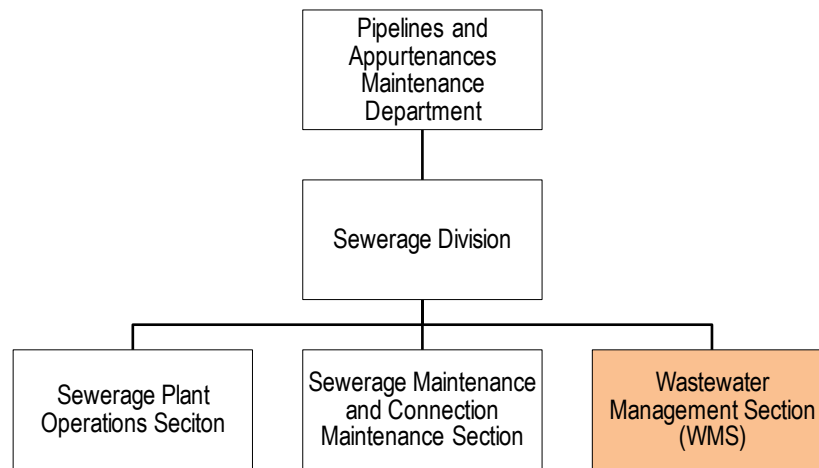 Pipelines and
Appurtenances
Maintenance
Department
Sewerage Division
Sewerage Plant
Operations Seciton
Sewerage Maintenance
and Connection
Maintenance Section
Wastewater
Management Section
(WMS)